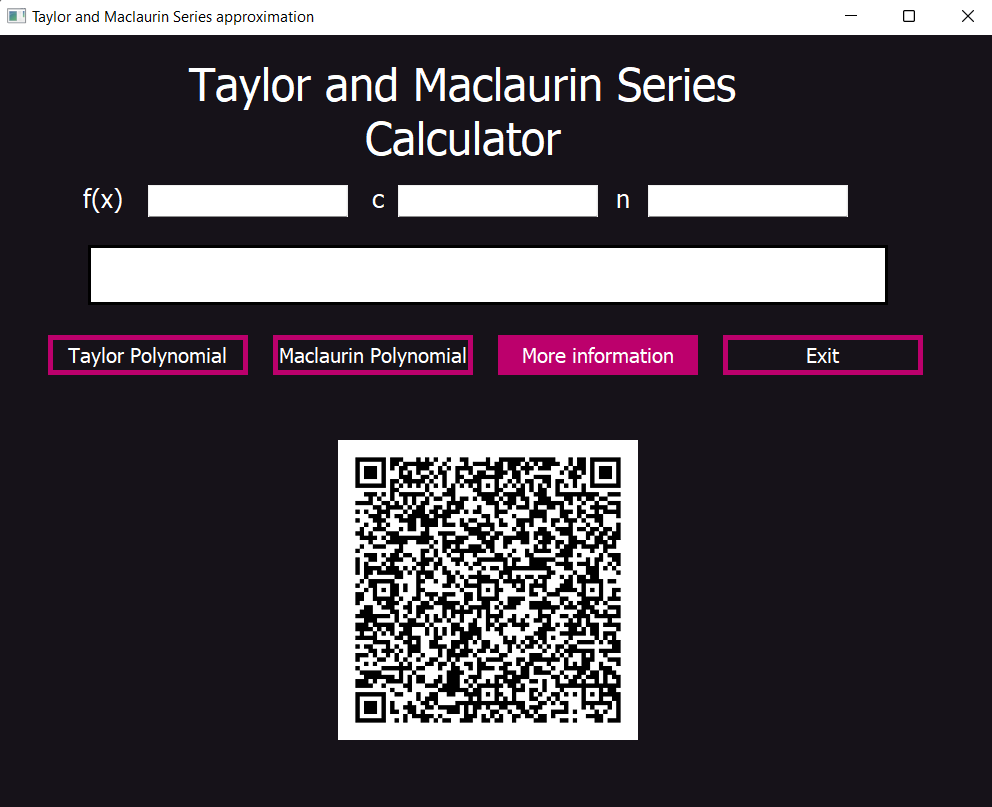 Taylor and Maclaurin Series approximation
Taylor and Maclaurin Series
Calculator
f(x) c n
Taylor Polynomial Maclaurin Polynomial More information Exit